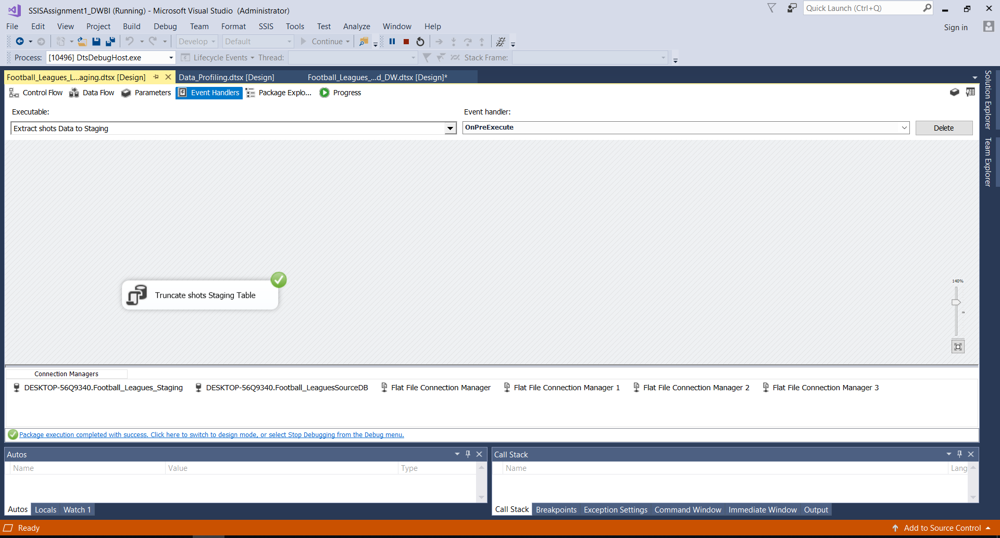 SSISAssignment1_DWBI (Running) - Microsoft Visual Studio (Administrator)
Quick Launch (Ctrl+Q)
File Edit View Project Build Debug Team Format SSIS Tools Test Analyze Window Help
Sign in
Develop Default Continue
Process: [10496] DtsDebugHost.exe Lifecycle Events Thread: Stack Frame:
Football_Leagues_L...aging.dtsx [Design] Data_Profiling.dtsx [Design] Football_Leagues_...d_DW.dtsx [Design]*
Control Flow Data Flow Parameters Event Handlers Package Explo... Progress
Solution Explorer
Team Explorer
Executable: Event handler:
Extract shots Data to Staging OnPreExecute Delete
140%
Truncate shots Staging Table
Connection Managers
DESKTOP-56Q9340.Football_Leagues_Staging DESKTOP-56Q9340.Football_LeaguesSourceDB Flat File Connection Manager Flat File Connection Manager 1 Flat File Connection Manager 2 Flat File Connection Manager 3
Package execution completed with success. Click here to switch to design mode, or select Stop Debugging from the Debug menu.
Autos Call Stack
Name Value Type Name Lang
Autos Locals Watch 1 Call Stack Breakpoints Exception Settings Command Window Immediate Window Output
Ready Add to Source Control